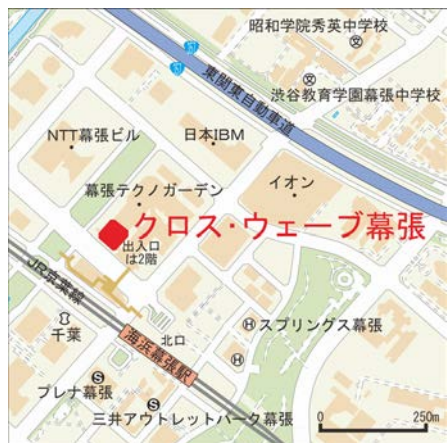 昭和学院秀英中学校
文
文
東関東自動車道
渋谷教育学園幕張中学校
NTT幕張ビル
日本IBM
幕張テクノガーデン
イオン
クロス・ウェーブ幕張
出入口
は2階
JR京葉線
千葉
北口
海浜幕張駅
H スプリングス幕張
H
S
プレナ幕張
S
三井アウトレットパーク幕張
0 250m